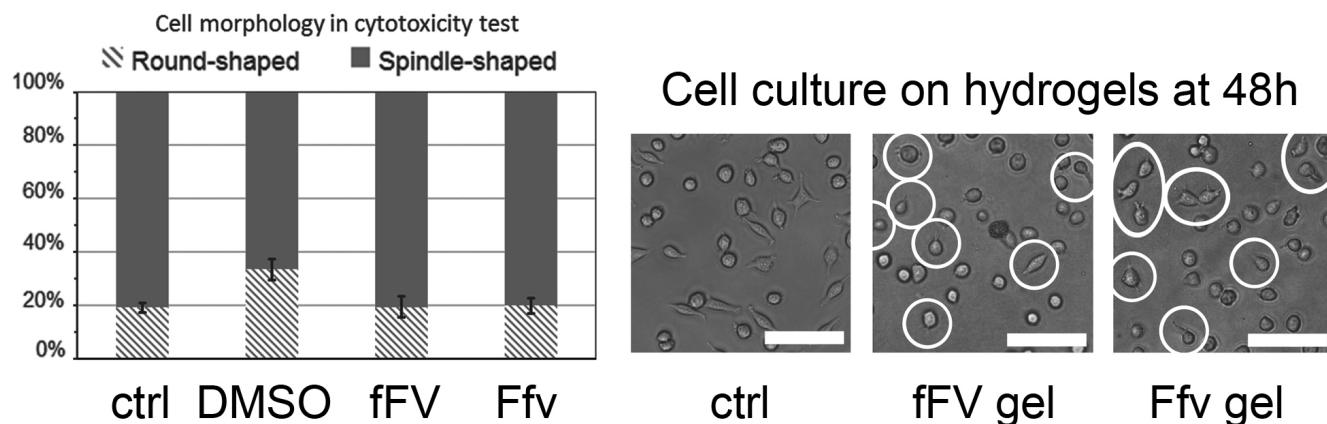 Cell morphology in cytotoxicity test
Round-shaped Spindle-shaped
100%
80%
60%
40%
20%
0%
ctrl DMSO fFV Ffv
Cell culture on hydrogels at 48h
ctrl fFV gel Ffv gel